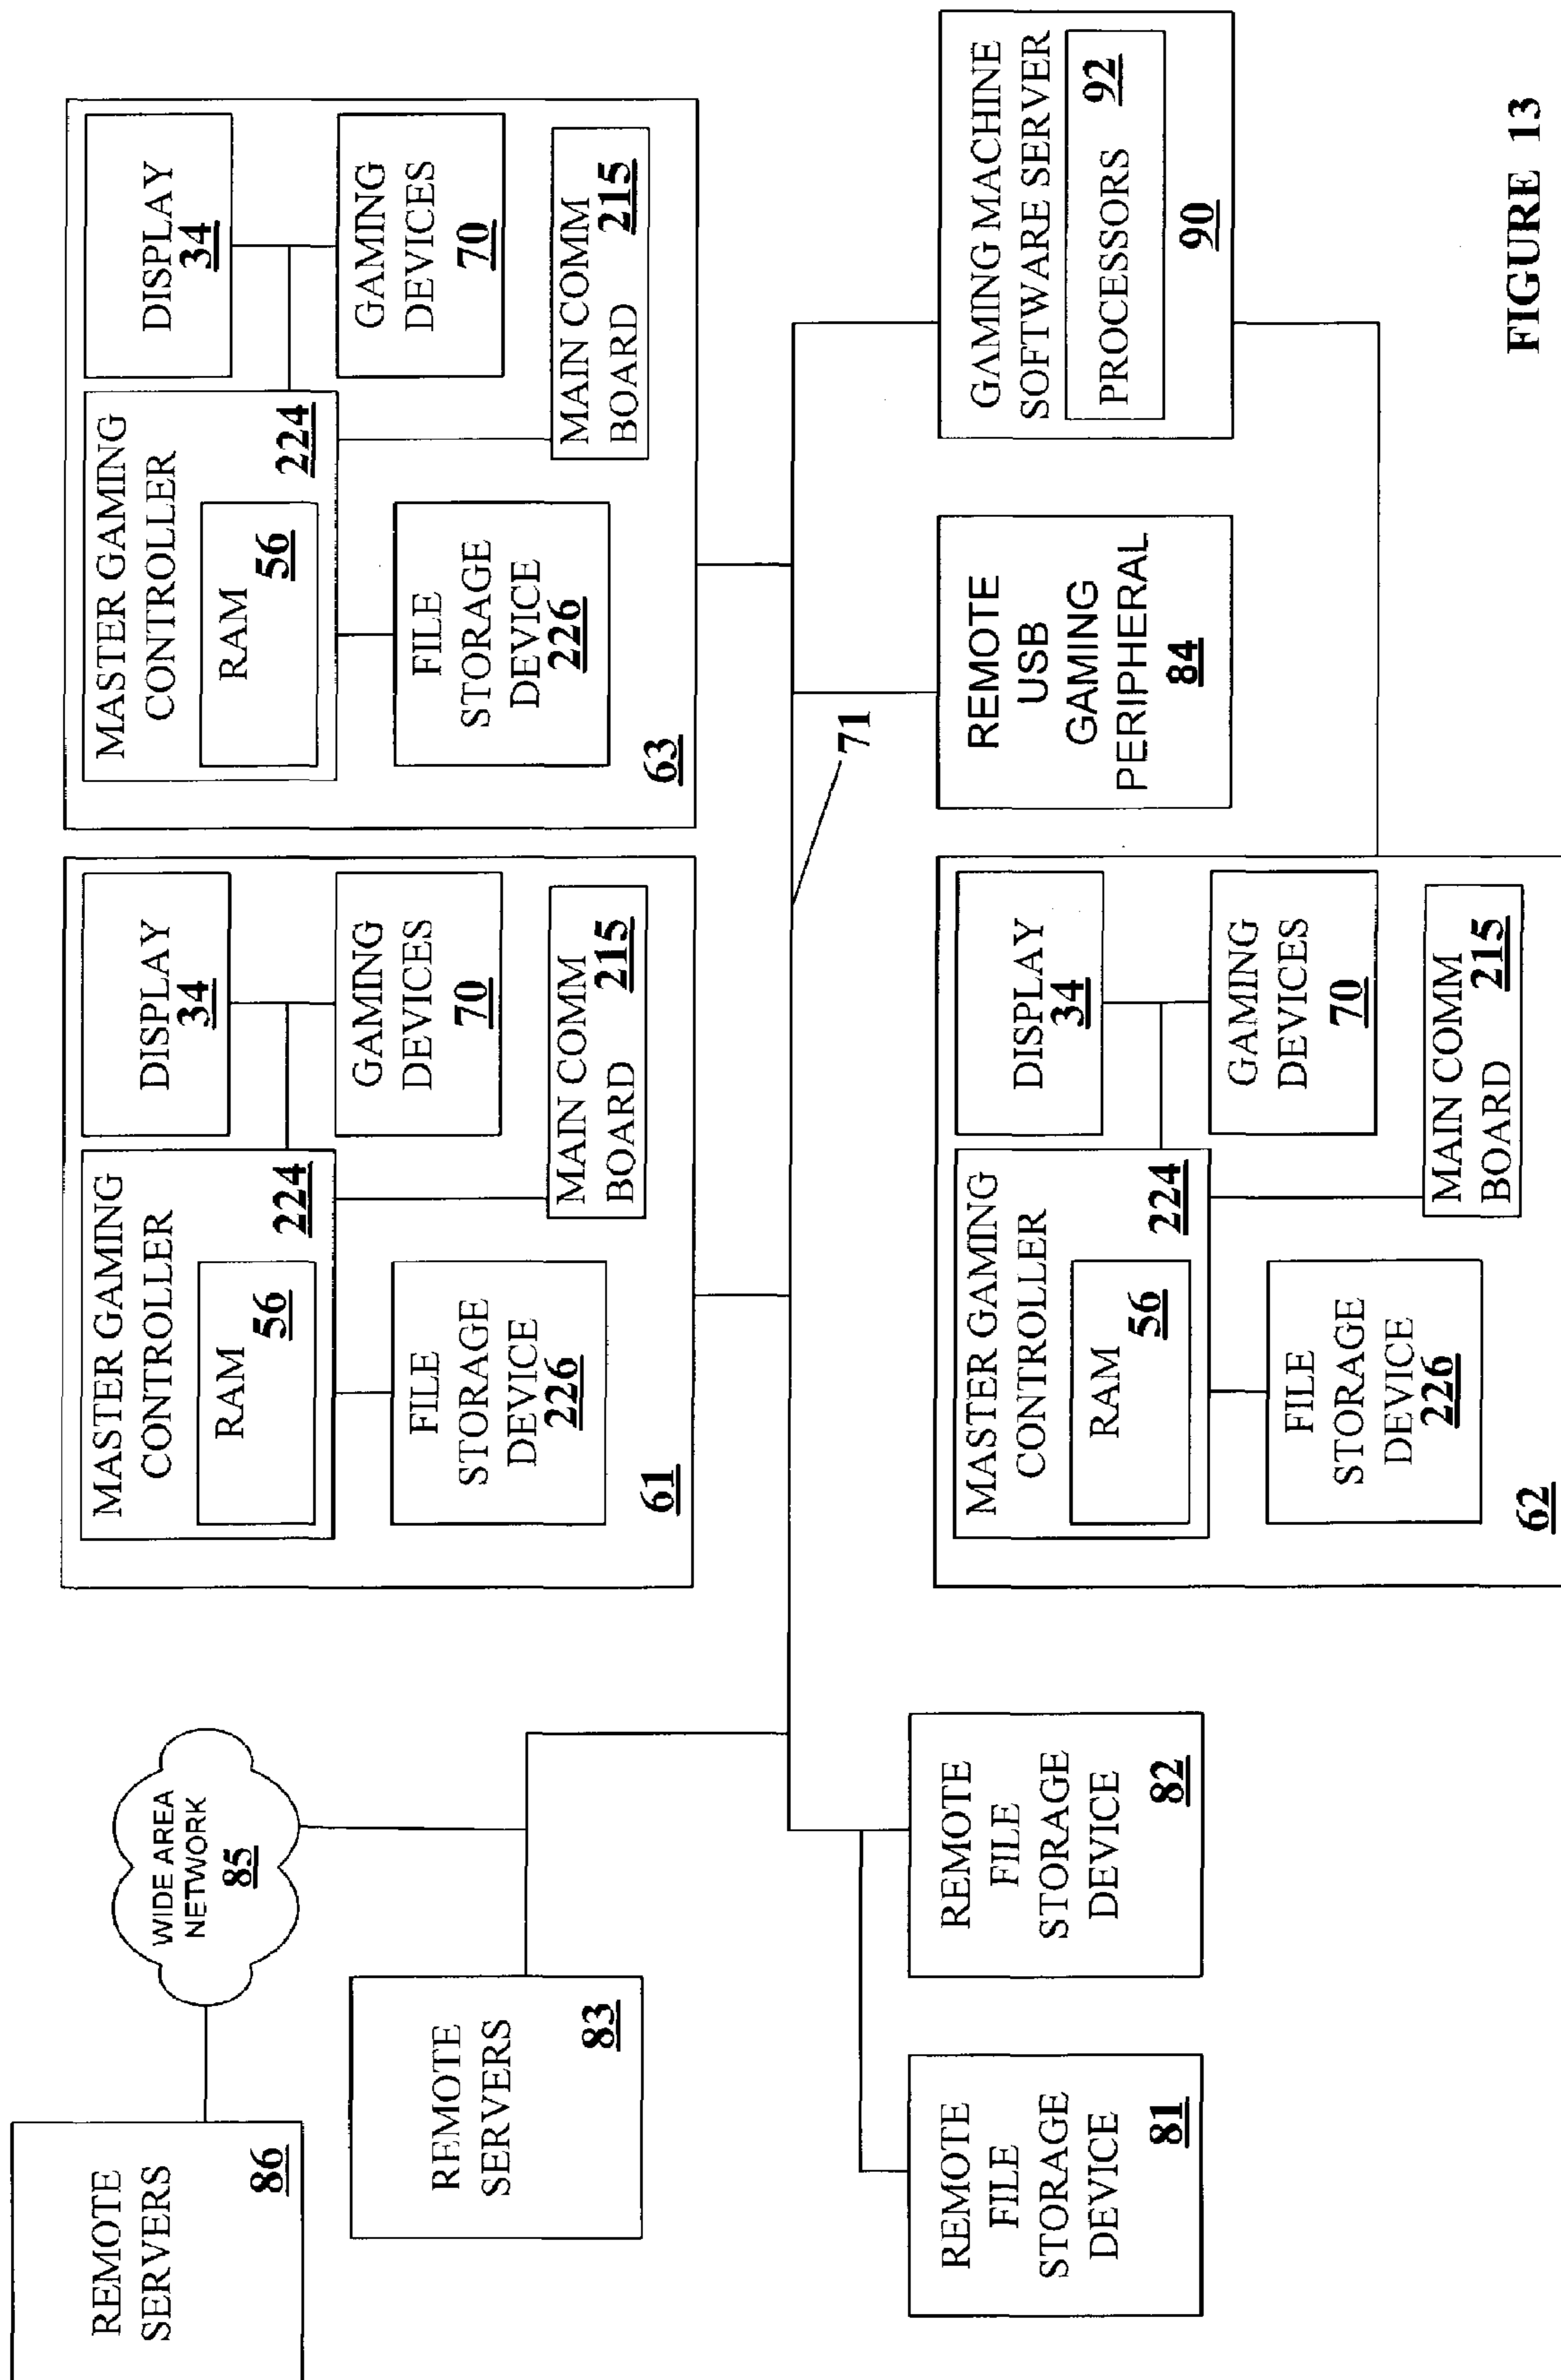 REMOTE
SERVERS
86
WIDE AREA
NETWORK
85
REMOTE
SERVERS
83
REMOTE
FILE
STORAGE
DEVICE
81
REMOTE
FILE
STORAGE
DEVICE
82
MASTER GAMING
CONTROLLER
224
RAM
56
DISPLAY
34
FILE
STORAGE
DEVICE
226
GAMING
DEVICES
70
MAIN COMM
BOARD
215
61
MASTER GAMING
CONTROLLER
224
RAM
56
DISPLAY
34
FILE
STORAGE
DEVICE
226
GAMING
DEVICES
70
MAIN COMM
BOARD
215
63
71
MASTER GAMING
CONTROLLER
224
RAM
56
DISPLAY
34
FILE
STORAGE
DEVICE
226
GAMING
DEVICES
70
MAIN COMM
BOARD
215
62
REMOTE
USB
GAMING
PERIPHERAL
84
GAMING MACHINE
SOFTWARE SERVER
PROCESSORS 92
90
FIGURE 13